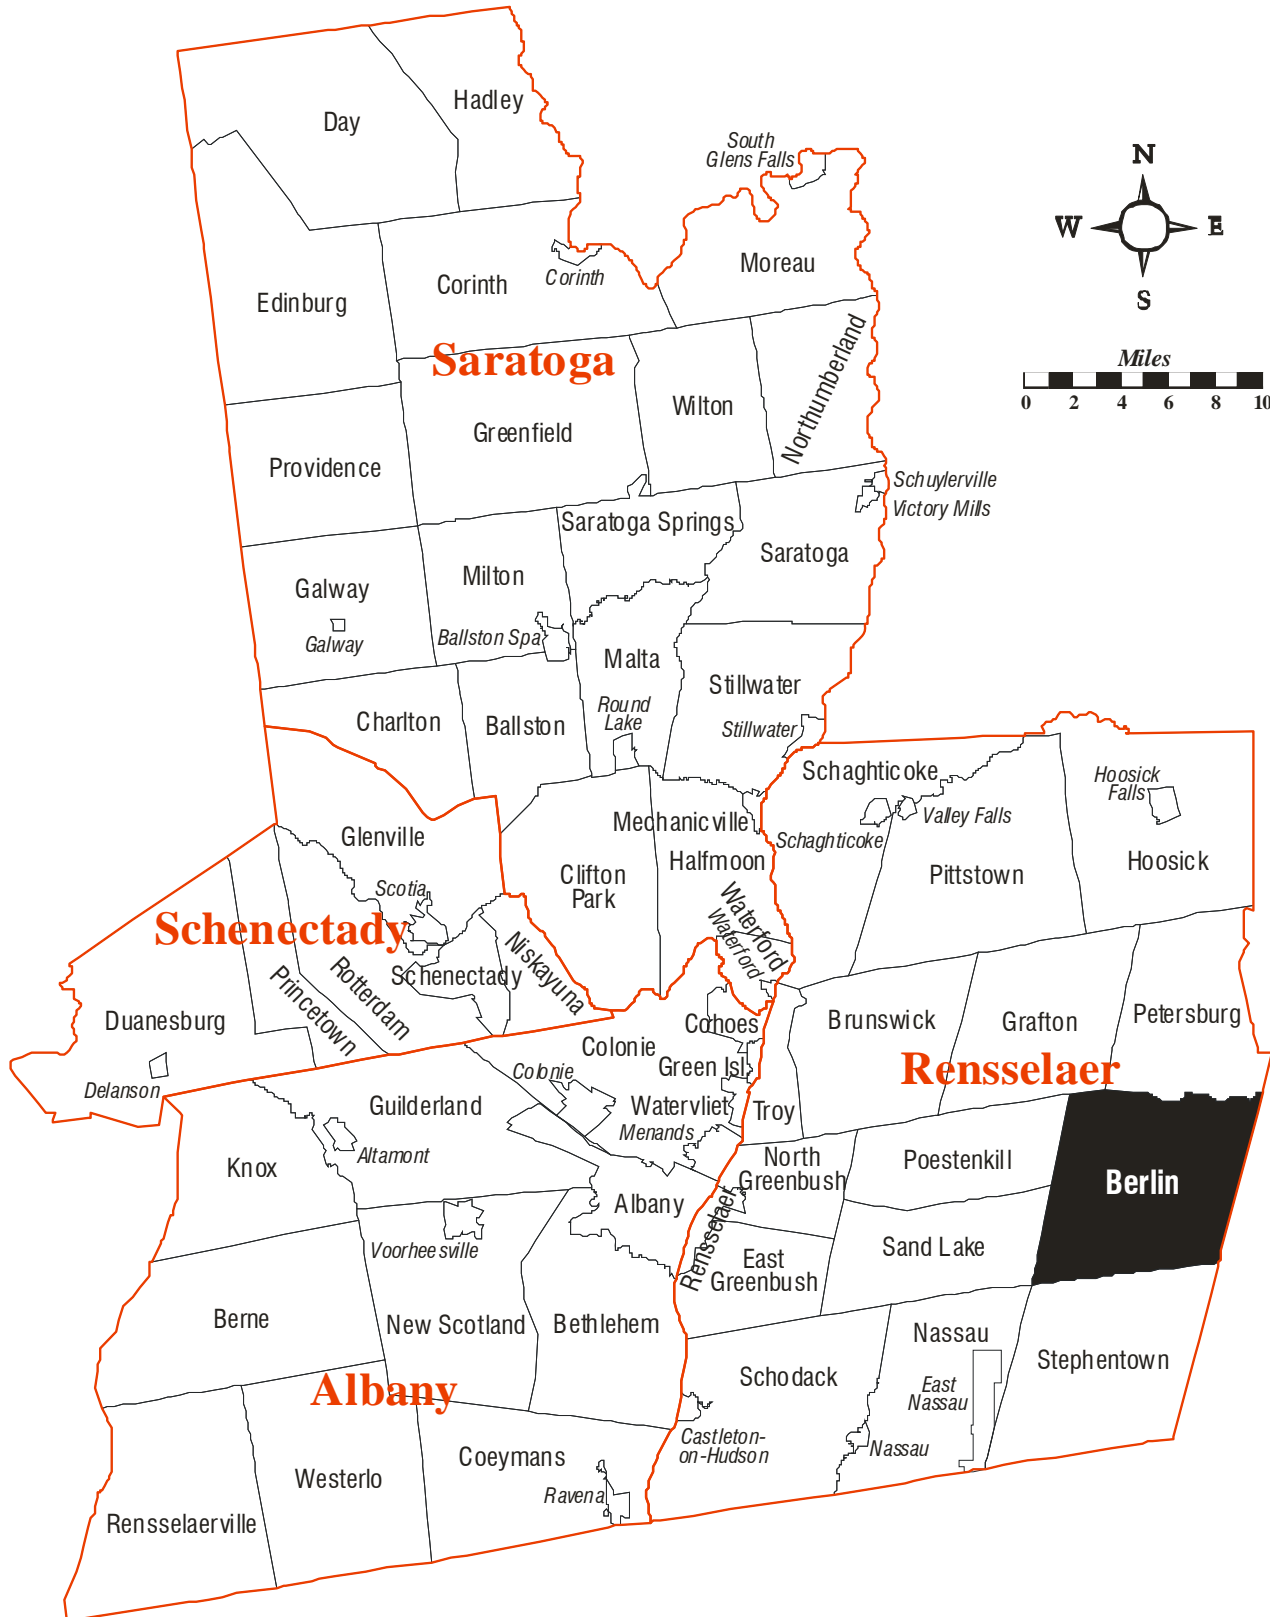 Hadley
Day
South
Glens Falls
N
W
E
S
Moreau
Corinth
Corinth
Edinburg
Miles
0 2 4 6 8 10
Saratoga
Northumberland
Wilton
Greenfield
Providence
Schuylerville
Victory Mills
Saratoga Springs
Saratoga
Milton
Galway
Galway
Ballston Spa
Malta
Stillwater
Round
Lake
Stillwater
Charlton
Ballston
Schaghticoke
Hoosick
Falls
Mechanicville
Valley Falls
Schaghticoke
Glenville
Halfmoon
Hoosick
Clifton
Park
Pittstown
Scotia
Waterford
Waterford
Schenectady
Niskayuna
Schenectady
Rotterdam
Princetown
Duanesburg
Cohoes
Brunswick
Grafton
Petersburg
Colonie
Green Isl.
Rensselaer
Colonie
Delanson
Guilderland
Watervliet
Troy
Menands
Altamont
Knox
North
Greenbush
Poestenkill
Berlin
Albany
Rensselaer
Voorheesville
Sand Lake
East
Greenbush
Berne
New Scotland
Bethlehem
Nassau
Stephentown
Schodack
Albany
East
Nassau
Castleton-
on-Hudson
Nassau
Coeymans
Westerlo
Ravena
Rensselaerville